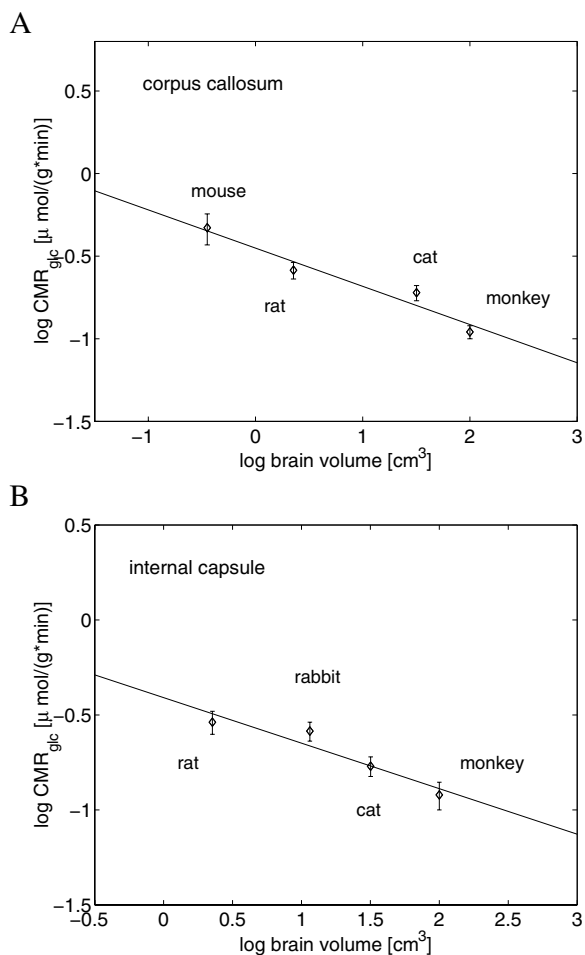 A
0.5
corpus callosum
0
mouse
−0.5
cat
rat
monkey
−1
−1.5
−1 0 1 2 3
log brain volume [cm³]
log CMR_glc [μ mol/(g*min)]
B
0.5
internal capsule
0
rabbit
−0.5
rat
monkey
cat
−1
−1.5
−0.5 0 0.5 1 1.5 2 2.5 3
log brain volume [cm³]
log CMR_glc [μ mol/(g*min)]